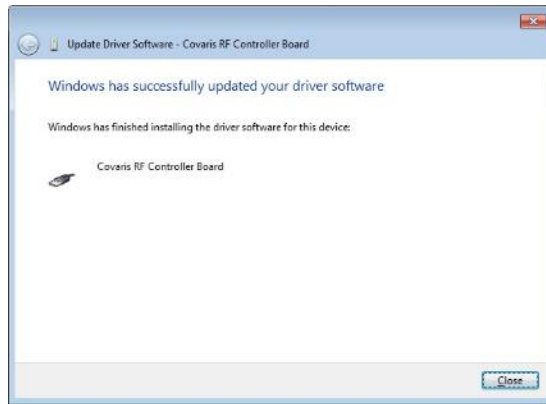 Update Driver Software - Covaris RF Controller Board
Windows has successfully updated your driver software
Windows has finished installing the driver software for this device:
Covaris RF Controller Board
Close